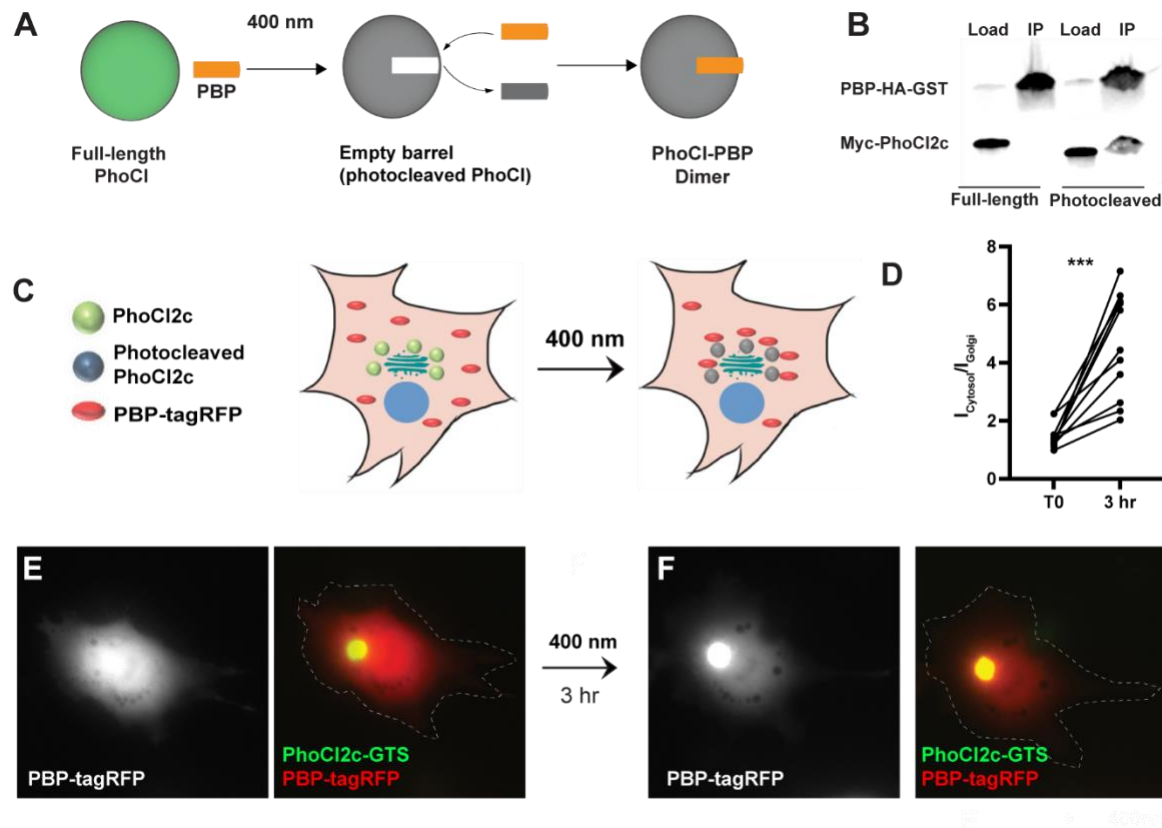 A
400 nm
PBP
Full-length
PhoCl
Empty barrel
(photocleaved PhoCl)
PhoCl-PBP
Dimer
B
Load IP Load IP
PBP-HA-GST
Myc-PhoCl2c
Full-length Photocleaved
C
PhoCl2c
Photocleaved
PhoCl2c
PBP-tagRFP
400 nm
D
***
I Cytosol/I Golgi
8
6
4
2
0
T0 3 hr
E
PBP-tagRFP
PhoCl2c-GTS
PBP-tagRFP
400 nm
3 hr
F
PBP-tagRFP
PhoCl2c-GTS
PBP-tagRFP